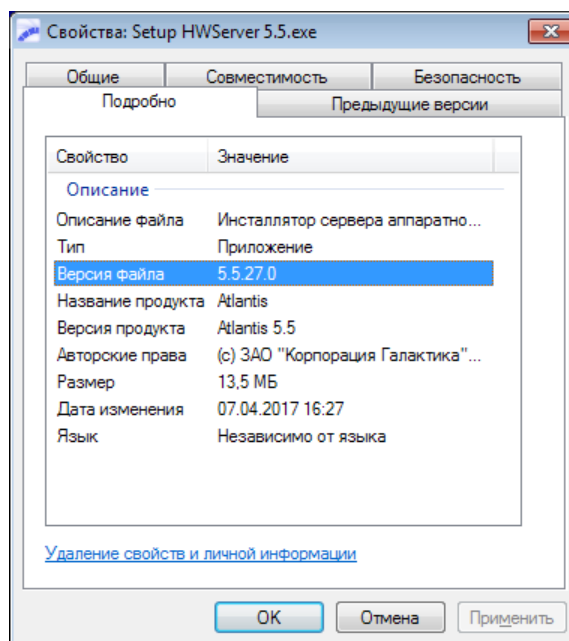 Свойства: Setup HWServer 5.5.exe
Общие Совместимость Безопасность
Подробно Предыдущие версии
Свойство Значение
Описание
Описание файла Инсталлятор сервера аппаратно...
Тип Приложение
Версия файла 5.5.27.0
Название продукта Atlantis
Версия продукта Atlantis 5.5
Авторские права (c) ЗАО "Корпорация Галактика"...
Размер 13,5 МБ
Дата изменения 07.04.2017 16:27
Язык Независимо от языка
Удаление свойств и личной информации
ОК Отмена Применить